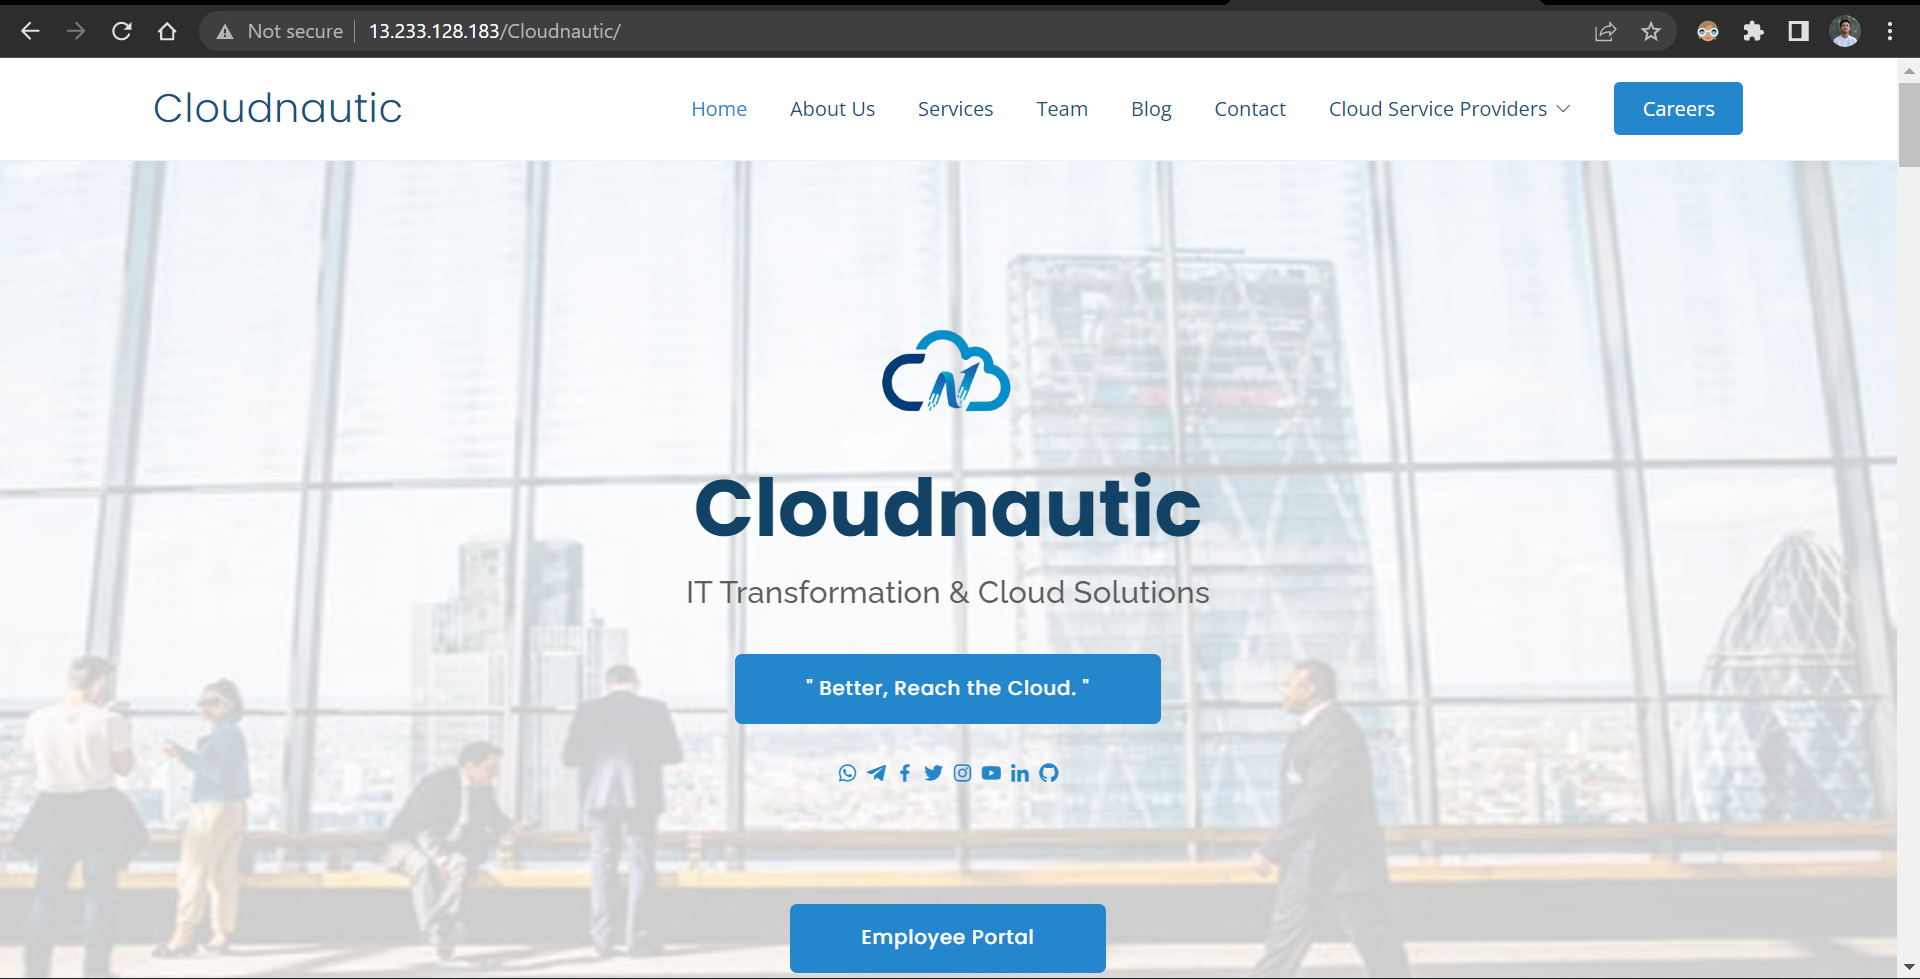 Not secure 13.233.128.183/Cloudnautic/
Cloudnautic Home About Us Services Team Blog Contact Cloud Service Providers Careers
Cloudnautic
IT Transformation & Cloud Solutions
" Better, Reach the Cloud. "
Employee Portal